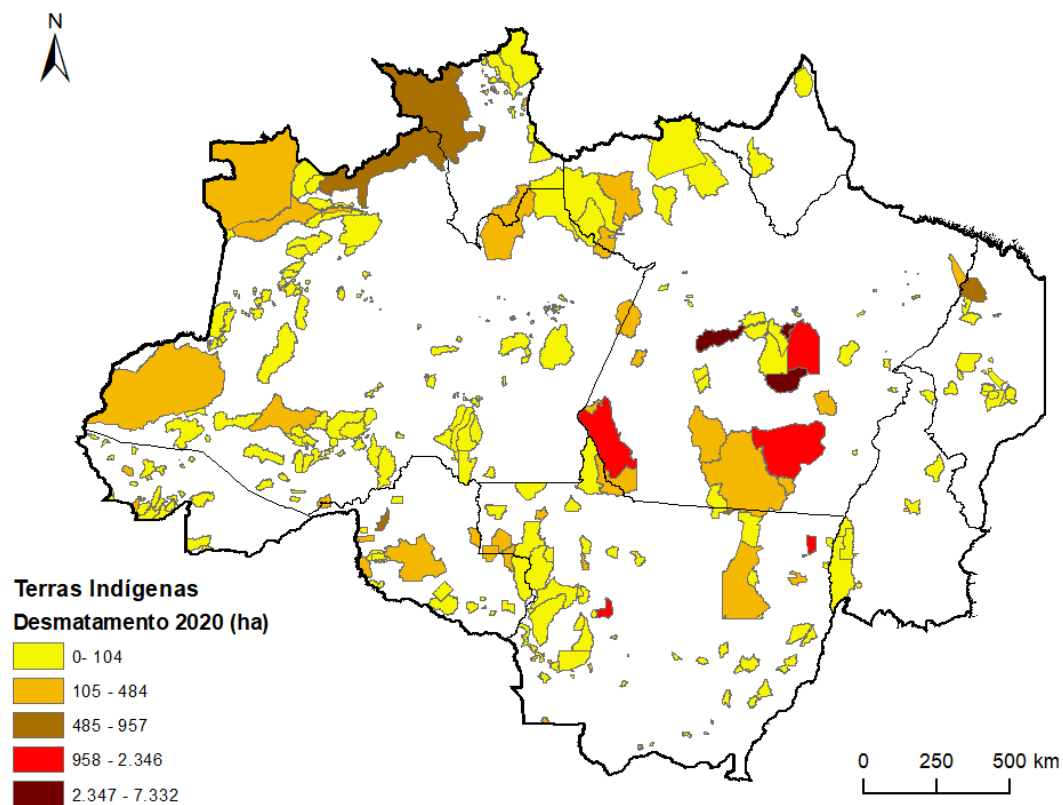 N
Terras Indígenas
Desmatamento 2020 (ha)
0- 104
105 - 484
485 - 957
958 - 2.346
2.347 - 7.332
0 250 500 km